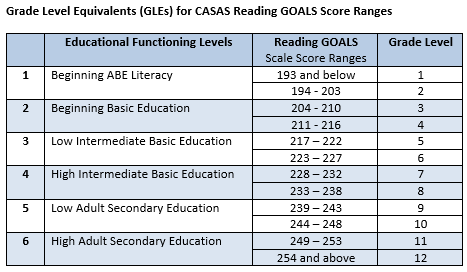 Grade Level Equivalents (GLEs) for CASAS Reading GOALS Score Ranges
Educational Functioning Levels Reading GOALS Grade Level
Scale Score Ranges
1 Beginning ABE Literacy 193 and below 1
194 - 203 2
2 Beginning Basic Education 204 - 210 3
211 - 216 4
3 Low Intermediate Basic Education 217 – 222 5
223 – 227 6
4 High Intermediate Basic Education 228 – 232 7
233 – 238 8
5 Low Adult Secondary Education 239 – 243 9
244 – 248 10
6 High Adult Secondary Education 249 – 253 11
254 and above 12